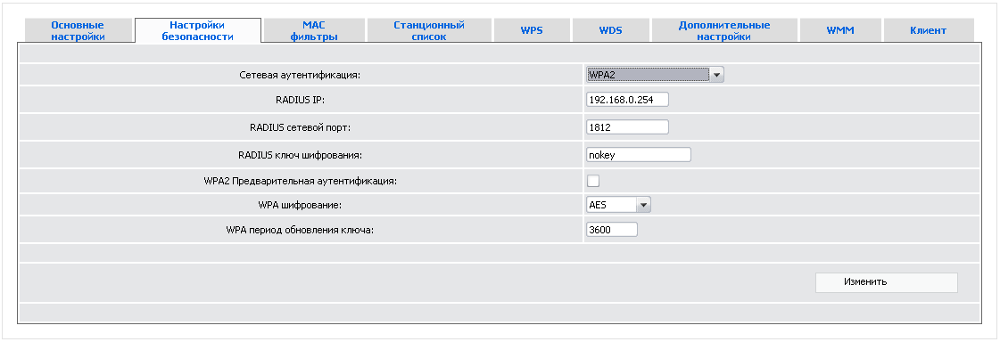 Основные настройки
Настройки безопасности
MAC фильтры
Станционный список
WPS
WDS
Дополнительные настройки
WMM
Клиент
Сетевая аутентификация: WPA2
RADIUS IP: 192.168.0.254
RADIUS сетевой порт: 1812
RADIUS ключ шифрования: nokey
WPA2 Предварительная аутентификация:
WPA шифрование: AES
WPA период обновления ключа: 3600
Изменить